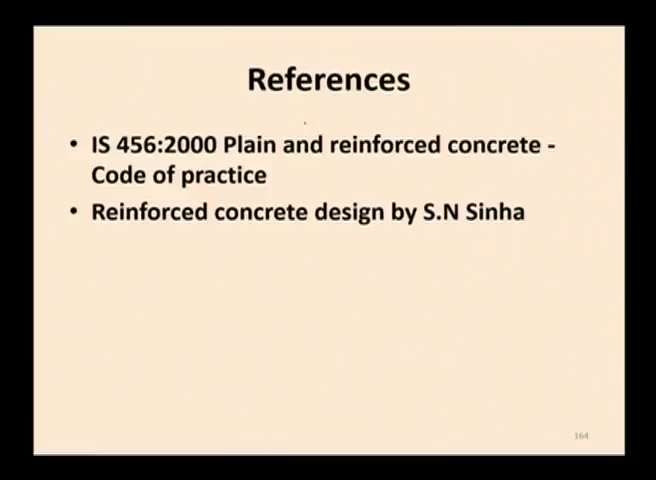 References
• IS 456:2000 Plain and reinforced concrete -
Code of practice
• Reinforced concrete design by S.N Sinha
164